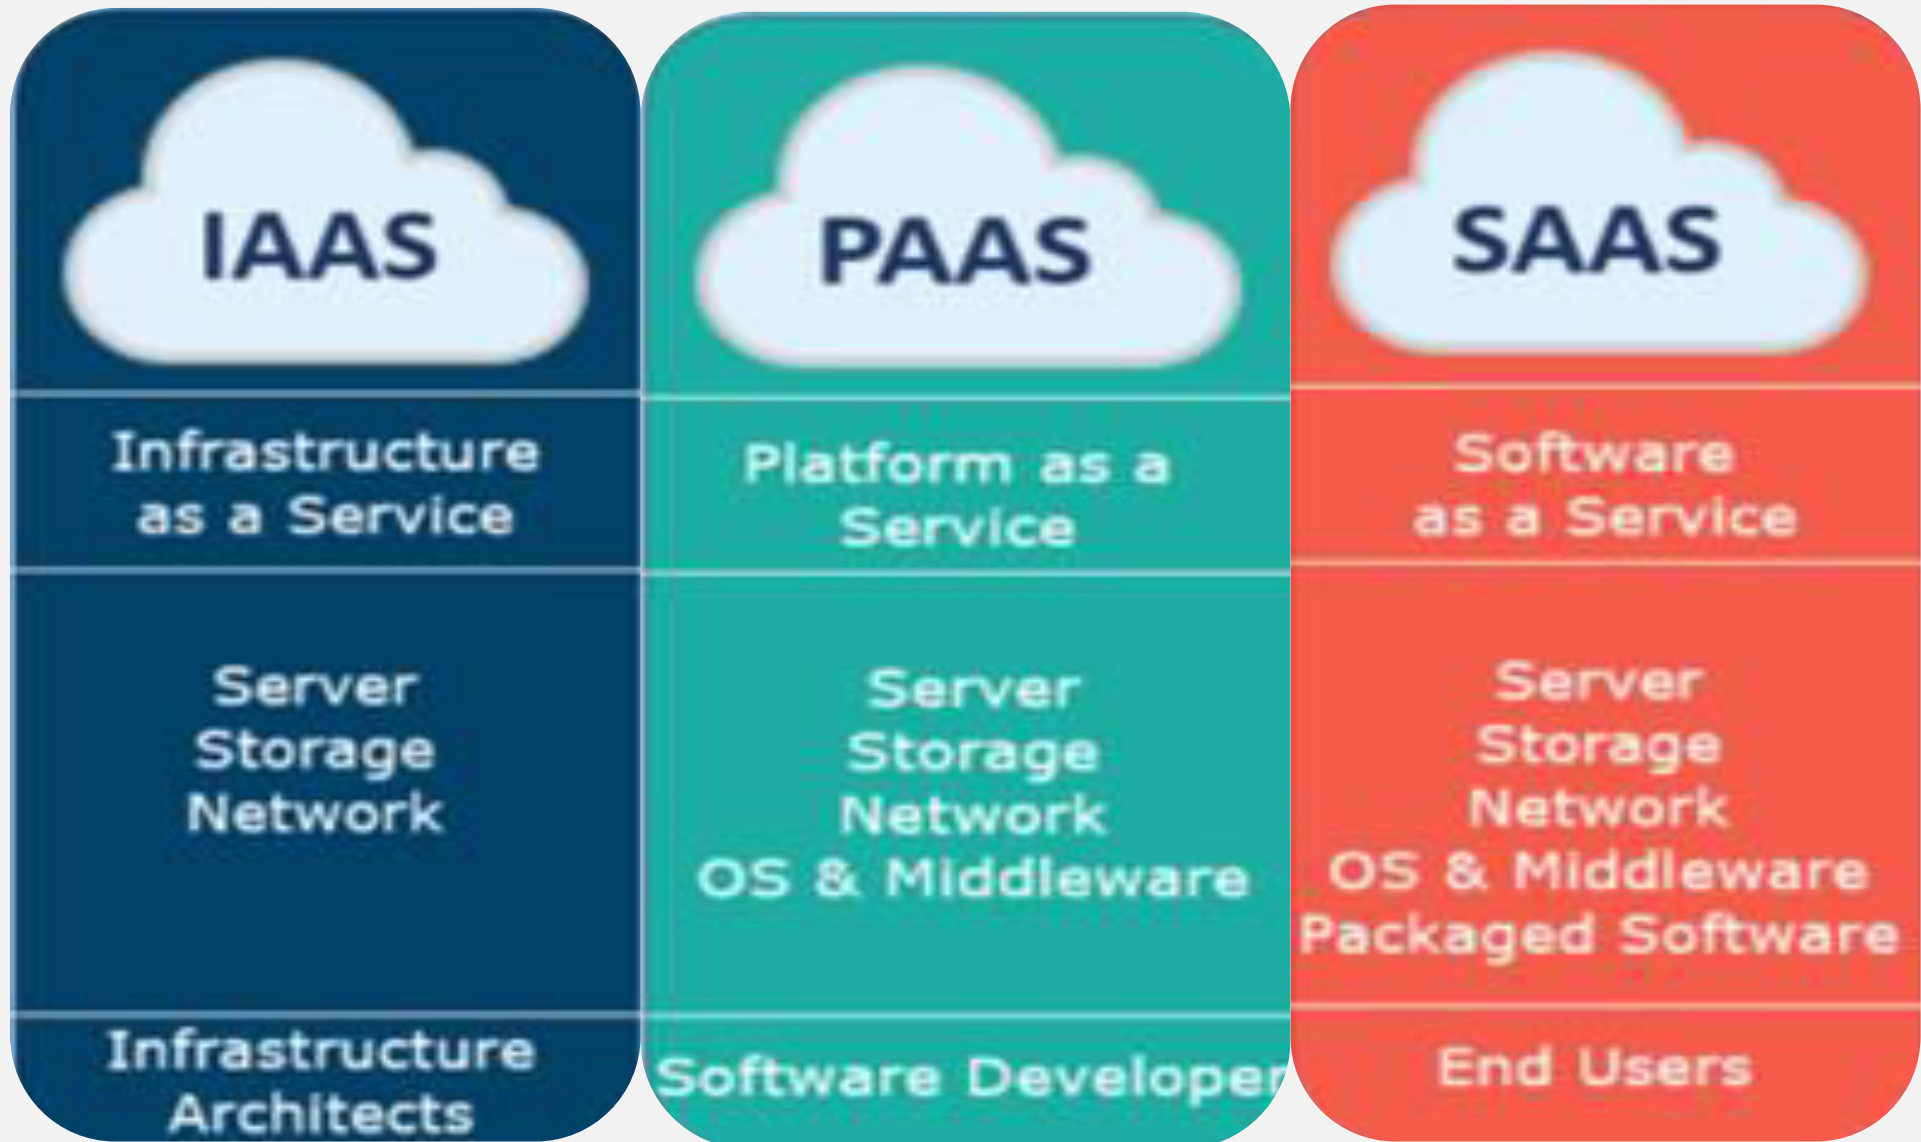 IAAS
Infrastructure
as a Service
Server
Storage
Network
Infrastructure
Architects
PAAS
Platform as a
Service
Server
Storage
Network
OS & Middleware
Software Developer
SAAS
Software
as a Service
Server
Storage
Network
OS & Middleware
Packaged Software
End Users